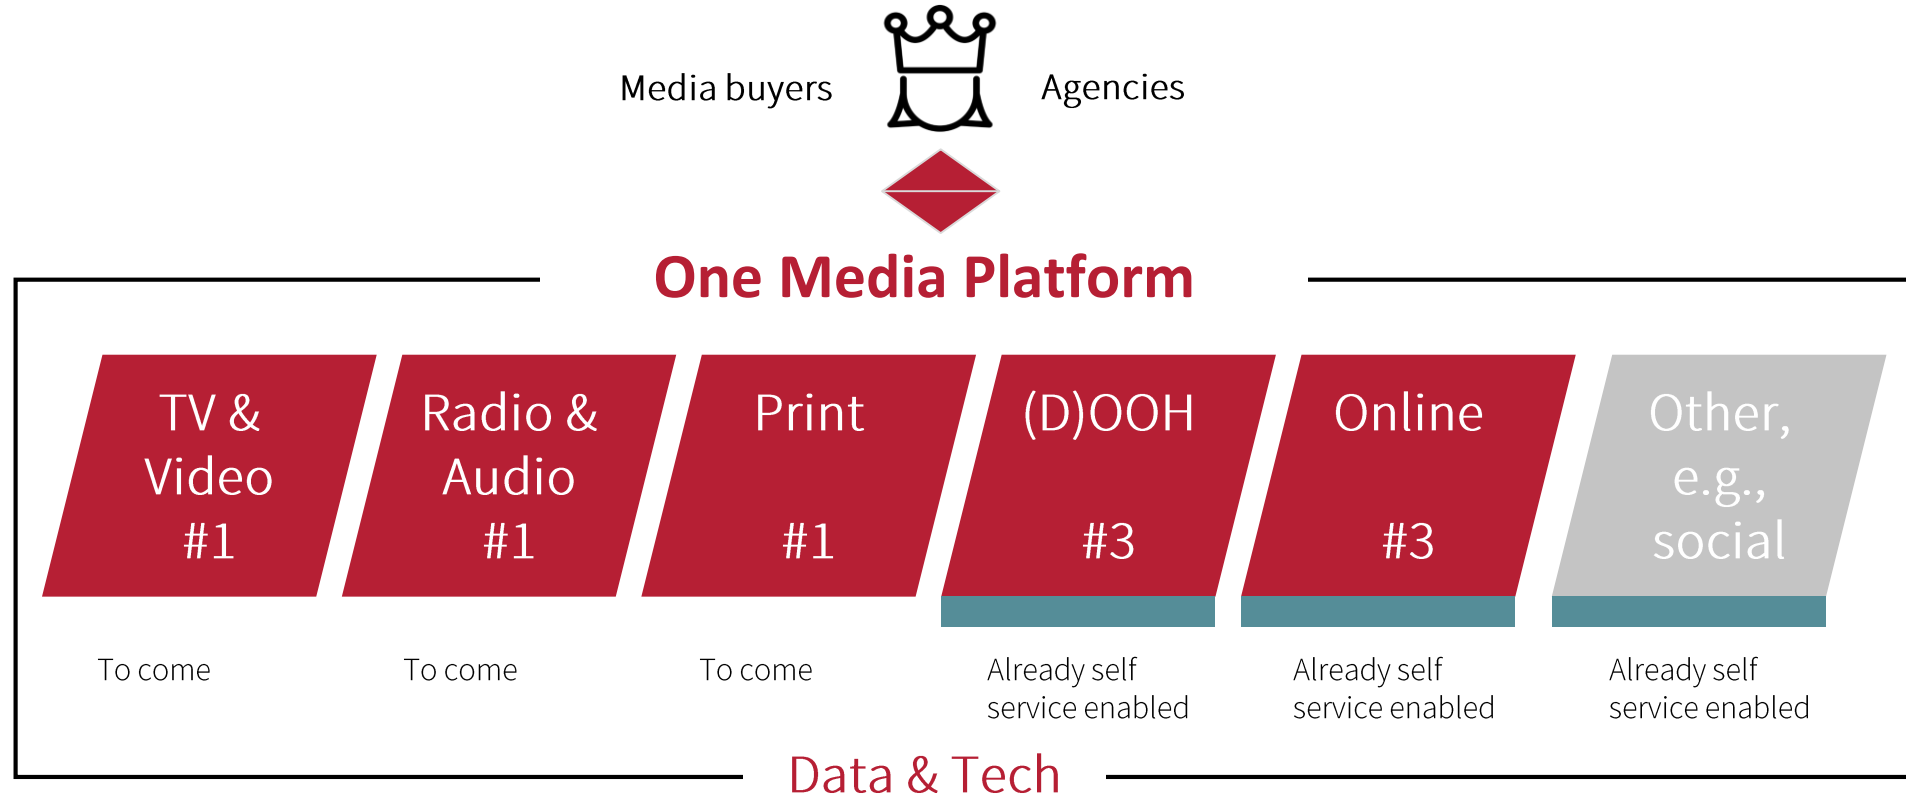 Media buyers
Agencies
One Media Platform
TV &
Video
#1
Radio &
Audio
#1
Print
#1
(D)OOH
#3
Online
#3
Other,
e.g.,
social
To come
To come
To come
Already self
service enabled
Already self
service enabled
Already self
service enabled
Data & Tech